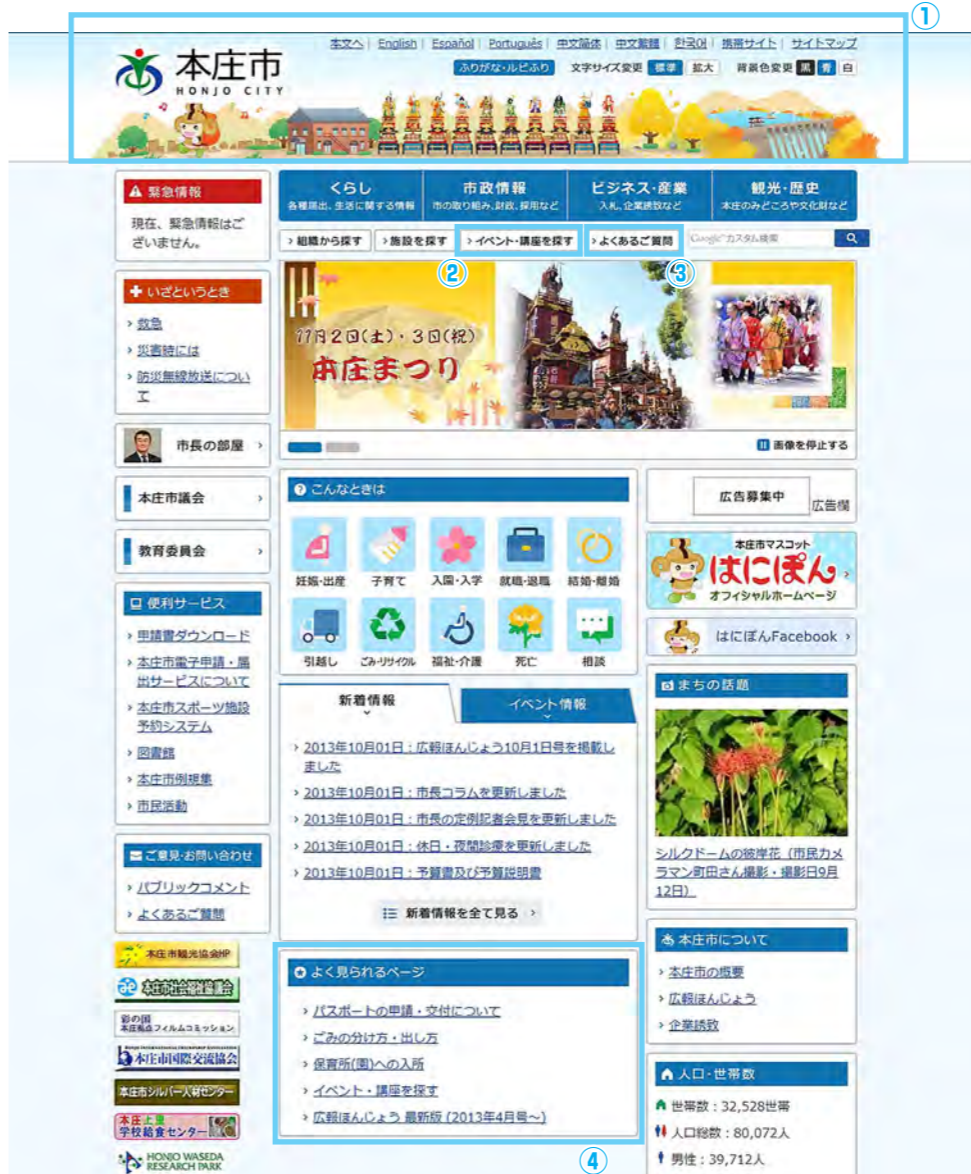 ①
本文へ | English | Español | Português | 中文简体 | 中文繁體 | 한국어 | 携帯サイト | サイトマップ
本庄市
HONJO CITY
ふりがな・ルビふり 文字サイズ変更 標準 拡大 背景色変更 黒 青 白
緊急情報
現在、緊急情報はご
ざいません。
くらし
各種届出、生活に関する情報
市政情報
市の取り組み、財政、採用など
ビジネス・産業
入札、企業誘致など
観光・歴史
本庄のみどころや文化財など
組織から探す
施設を探す
イベント・講座を探す
よくあるご質問
Google カスタム検索
②
③
いざというとき
救急
災害時には
防災無線放送につい
て
11月2日(土)・3日(祝)
本庄まつり
画像を停止する
市長の部屋
本庄市議会
教育委員会
便利サービス
申請書ダウンロード
本庄市電子申請・届
出サービスについて
本庄市スポーツ施設
予約システム
図書館
本庄市例規集
市民活動
ご意見・お問い合わせ
パブリックコメント
よくあるご質問
本庄市観光協会HP
本庄市社会福祉協議会
彩の国
本庄拠点フィルムコミッション
本庄市国際交流協会
本庄市シルバー人材センター
本庄上里
学校給食センター
HONJO WASEDA
RESEARCH PARK
こんなときは
妊娠・出産 子育て 入園・入学 就職・退職 結婚・離婚
引越し ごみ・リサイクル 福祉・介護 死亡 相談
新着情報
イベント情報
2013年10月01日：広報ほんじょう10月1日号を掲載し
ました
2013年10月01日：市長コラムを更新しました
2013年10月01日：市長の定例記者会見を更新しました
2013年10月01日：休日・夜間診療を更新しました
2013年10月01日：予算書及び予算説明書
新着情報を全て見る
よく見られるページ
パスポートの申請・交付について
ごみの分け方・出し方
保育所(園)への入所
イベント・講座を探す
広報ほんじょう 最新版 (2013年4月号～)
④
広告募集中
広告欄
本庄市マスコット
はにぽん
オフィシャルホームページ
はにぽんFacebook
まちの話題
シルクドームの彼岸花（市民カメ
ラマン町田さん撮影・撮影日9月
12日）
本庄市について
本庄市の概要
広報ほんじょう
企業誘致
人口・世帯数
世帯数：32,528世帯
人口総数：80,072人
男性：39,712人